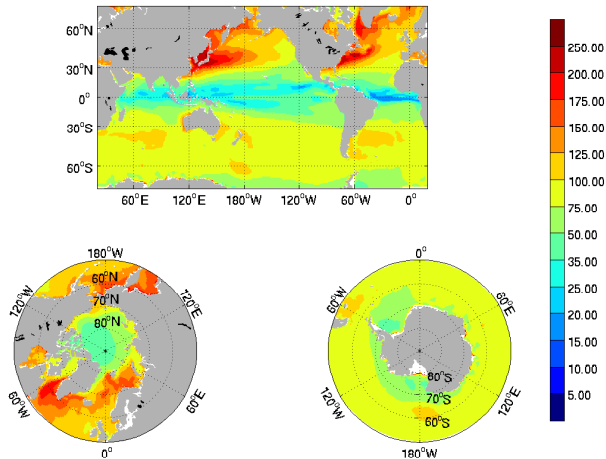 60°N
30°N
0°
30°S
60°S
60°E
120°E
180°W
120°W
60°W
0°
250.00
200.00
175.00
150.00
125.00
100.00
75.00
50.00
35.00
25.00
20.00
15.00
10.00
5.00
180°W
120°W
60°N
70°N
80°N
120°E
60°W
60°E
0°
0°
60°W
60°E
80°S
70°S
60°S
120°W
120°E
180°W